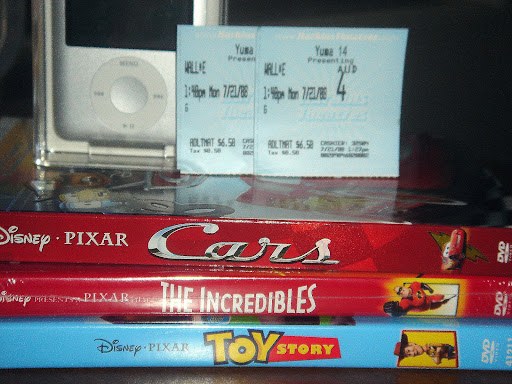 MENU
Yuma
Presenting
WALL•E
1:40pm Mon 7/21/08
G
ADLTMAT $6.50
Tax $0.50
Yuma 14
Presenting
WALL•E
AUD
4
1:40pm Mon 7/21/08
G
ADLTMAT $6.50
Tax $0.50
DISNEY · PIXAR
Cars
DVD
DISNEY PRESENTS A PIXAR FILM
THE INCREDIBLES
DVD
DISNEY · PIXAR
TOY STORY
DVD